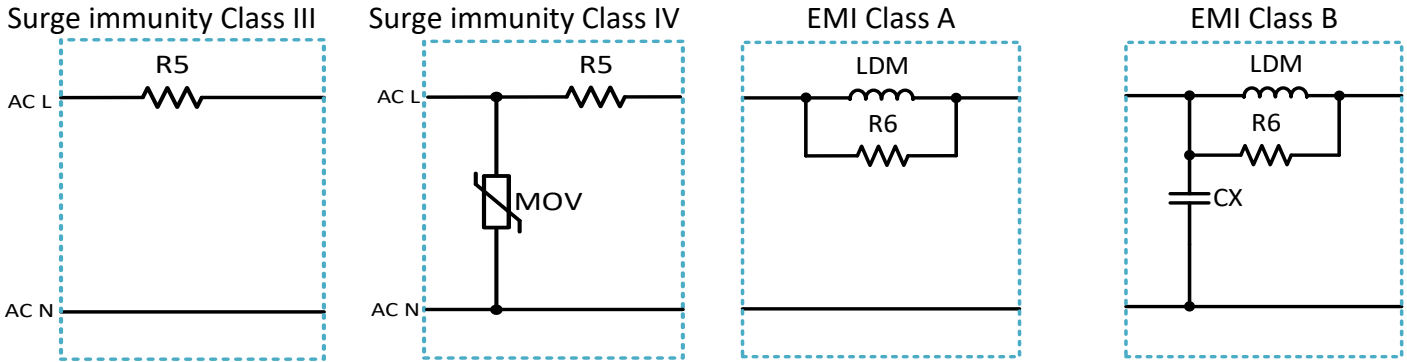 Surge immunity Class III
R5
AC L
AC N
Surge immunity Class IV
R5
AC L
MOV
AC N
EMI Class A
LDM
R6
EMI Class B
LDM
R6
CX